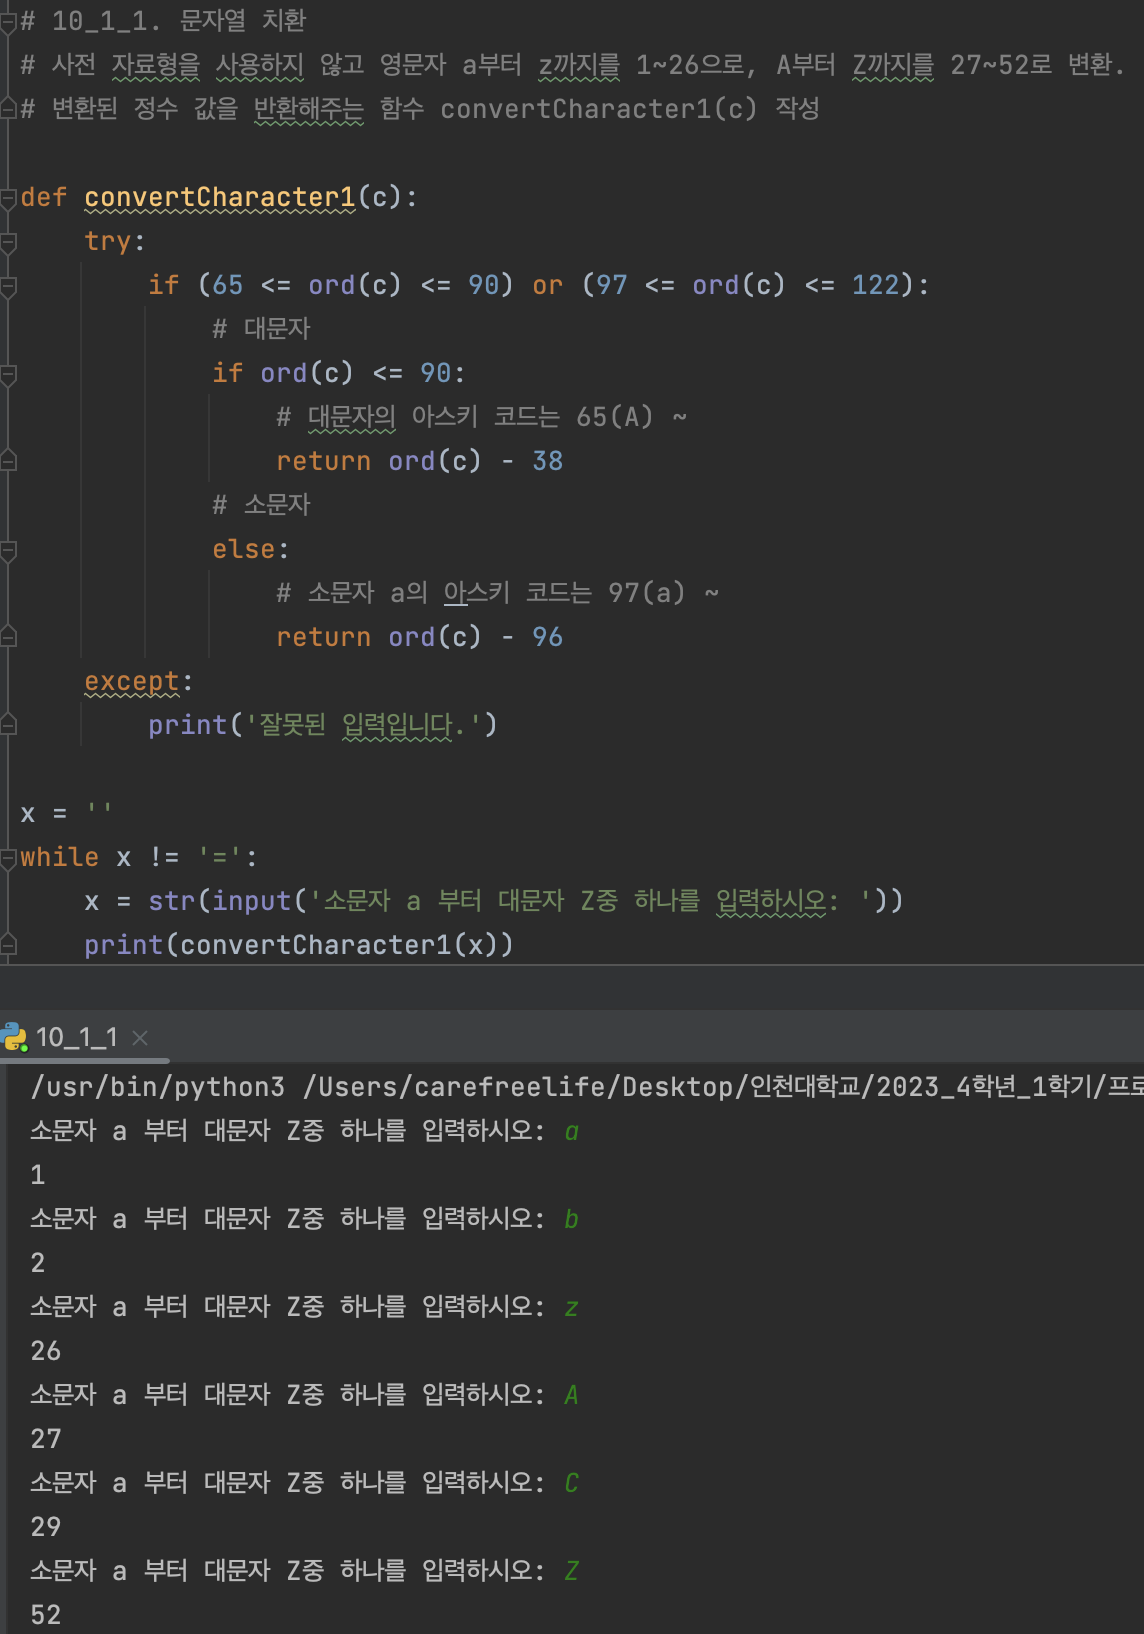 # 10_1_1. 문자열 치환
# 사전 자료형을 사용하지 않고 영문자 a부터 z까지를 1~26으로, A부터 Z까지를 27~52로 변환.
# 변환된 정수 값을 반환해주는 함수 convertCharacter1(c) 작성
def convertCharacter1(c):
    try:
        if (65 <= ord(c) <= 90) or (97 <= ord(c) <= 122):
            # 대문자
            if ord(c) <= 90:
                # 대문자의 아스키 코드는 65(A) ~
                return ord(c) - 38
            # 소문자
            else:
                # 소문자 a의 아스키 코드는 97(a) ~
                return ord(c) - 96
    except:
        print('잘못된 입력입니다.')
x = ''
while x != '=':
    x = str(input('소문자 a 부터 대문자 Z중 하나를 입력하시오: '))
    print(convertCharacter1(x))
10_1_1
/usr/bin/python3 /Users/carefreelife/Desktop/인천대학교/2023_4학년_1학기/프로
소문자 a 부터 대문자 Z중 하나를 입력하시오: a
1
소문자 a 부터 대문자 Z중 하나를 입력하시오: b
2
소문자 a 부터 대문자 Z중 하나를 입력하시오: z
26
소문자 a 부터 대문자 Z중 하나를 입력하시오: A
27
소문자 a 부터 대문자 Z중 하나를 입력하시오: C
29
소문자 a 부터 대문자 Z중 하나를 입력하시오: Z
52